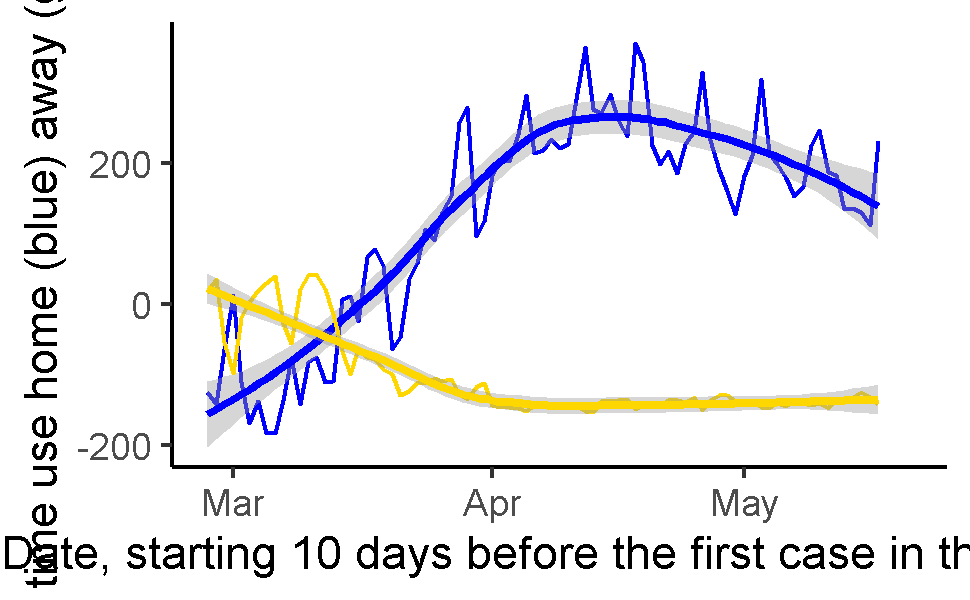 time use home (blue) away (
200
0
-200
Mar Apr May
Date, starting 10 days before the first case in th